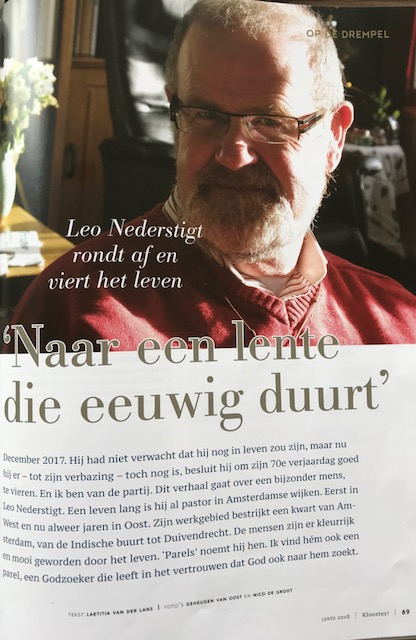 OP DE DREMPEL
Leo Nederstigt
rondt af en
viert het leven
‘Naar een lente
die eeuwig duurt’
December 2017. Hij had niet verwacht dat hij nog in leven zou zijn, maar nu
hij er – tot zijn verbazing – toch nog is, besluit hij om zijn 70e verjaardag goed
te vieren. En ik ben van de partij. Dit verhaal gaat over een bijzonder mens,
Leo Nederstigt. Een leven lang is hij al pastor in Amsterdamse wijken. Eerst in
West en nu alweer jaren in Oost. Zijn werkgebied bestrijkt een kwart van Am-
sterdam, van de Indische buurt tot Duivendrecht. De mensen zijn er kleurrijk
en mooi geworden door het leven. ‘Parels’ noemt hij hen. Ik vind hém ook een
parel, een Godzoeker die leeft in het vertrouwen dat God ook naar hem zoekt.
TEKST LAETITIA VAN DER LANS | FOTO’S GEHEUGEN VAN OOST EN NICO DE GROOT
LENTE 2018 | Klooster! | 69